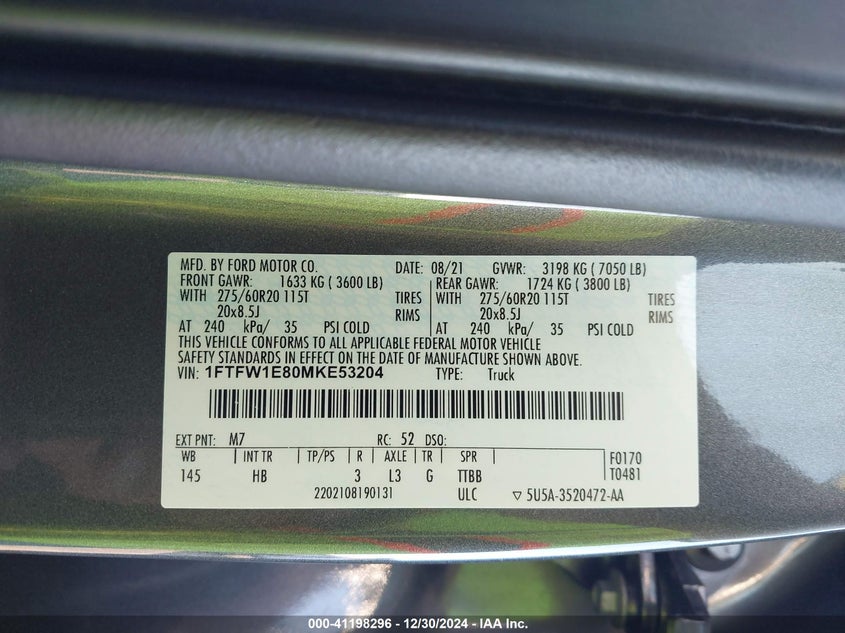 MFD. BY FORD MOTOR CO. DATE: 08/21 GVWR: 3198 KG ( 7050 LB)
FRONT GAWR: 1633 KG ( 3600 LB) REAR GAWR: 1724 KG ( 3800 LB)
WITH 275/60R20 115T TIRES WITH 275/60R20 115T TIRES
20x8.5J RIMS 20x8.5J RIMS
AT 240 kPa/ 35 PSI COLD AT 240 kPa/ 35 PSI COLD
THIS VEHICLE CONFORMS TO ALL APPLICABLE FEDERAL MOTOR VEHICLE
SAFETY STANDARDS IN EFFECT ON THE DATE OF MANUFACTURE SHOWN ABOVE.
VIN: 1FTFW1E80MKE53204 TYPE: Truck
EXT PNT: M7 RC: 52 DSO:
WB INT TR TP/PS R AXLE TR SPR F0170
145 HB 3 L3 G TTBB T0481
2202108190131 ULC ▽ 5U5A-3520472-AA
000-41198296 - 12/30/2024 - IAA Inc.